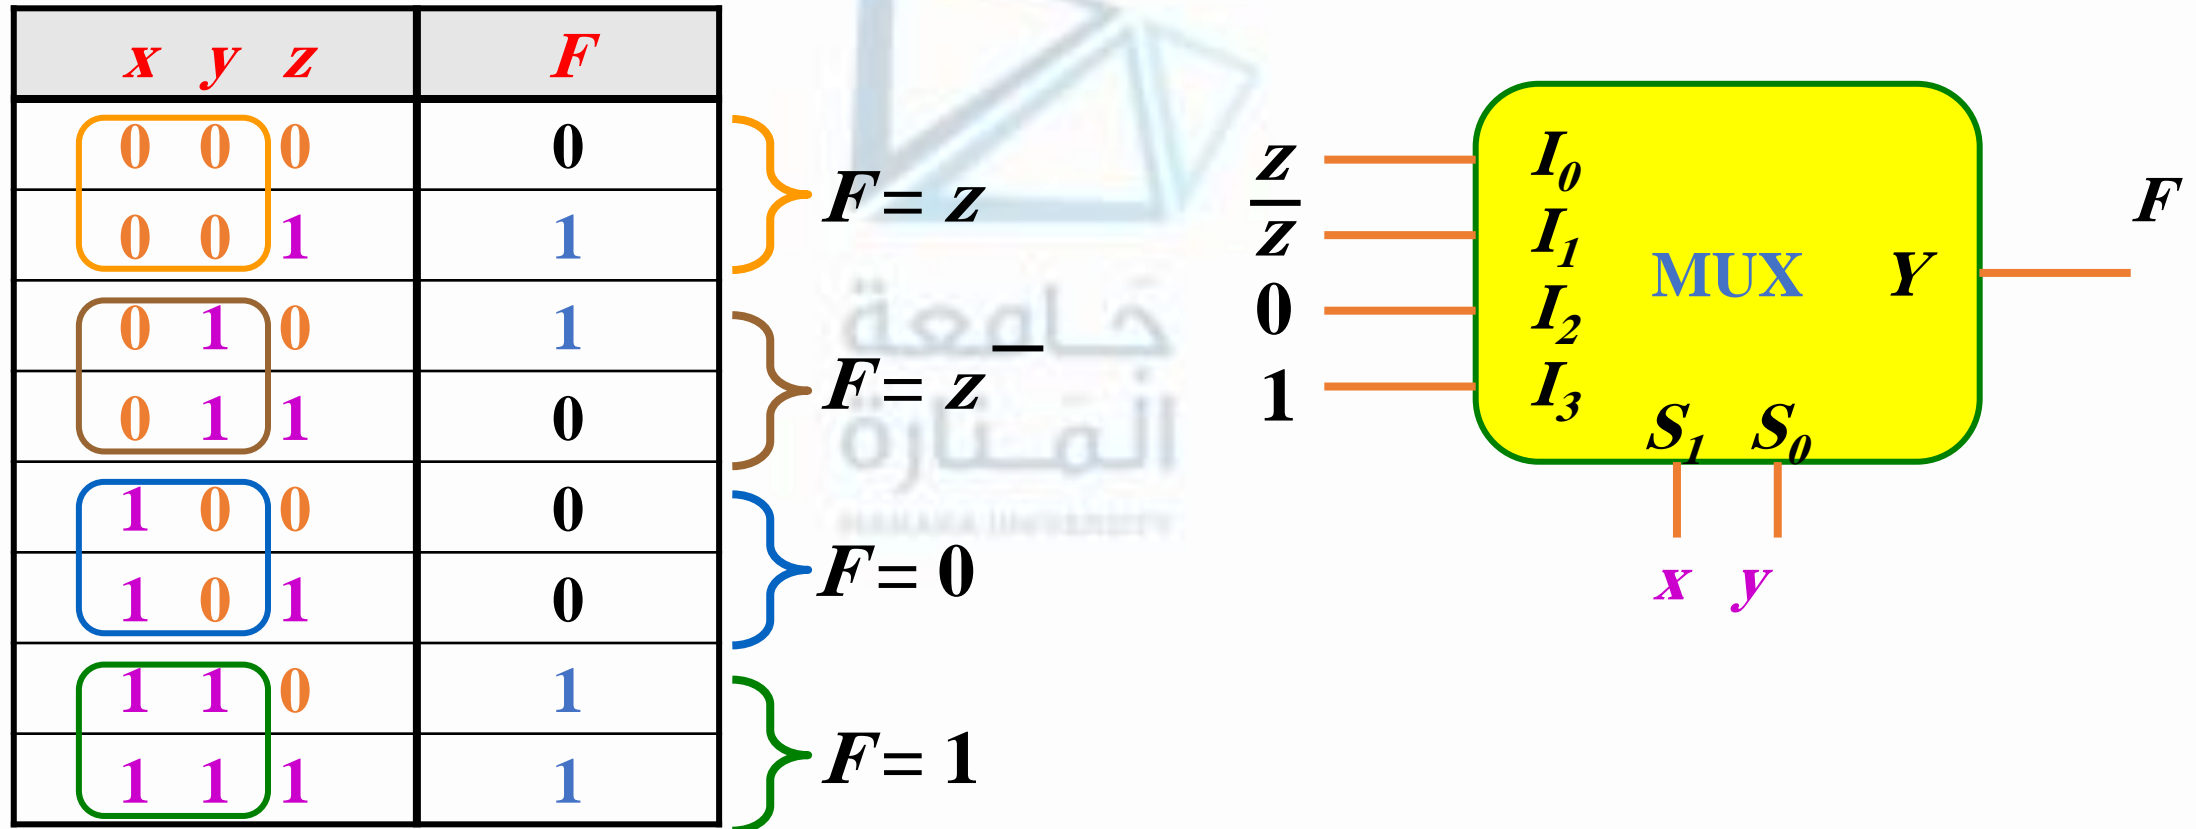 x y z F
0 0 0 0
0 0 1 1
0 1 0 1
0 1 1 0
1 0 0 0
1 0 1 0
1 1 0 1
1 1 1 1
F = z
F = z̅
F = 0
F = 1
جامعة
المنارة
MANARA UNIVERSITY
z I₀
z̅ I₁
0 I₂
1 I₃
MUX Y
F
S₁ S₀
x y